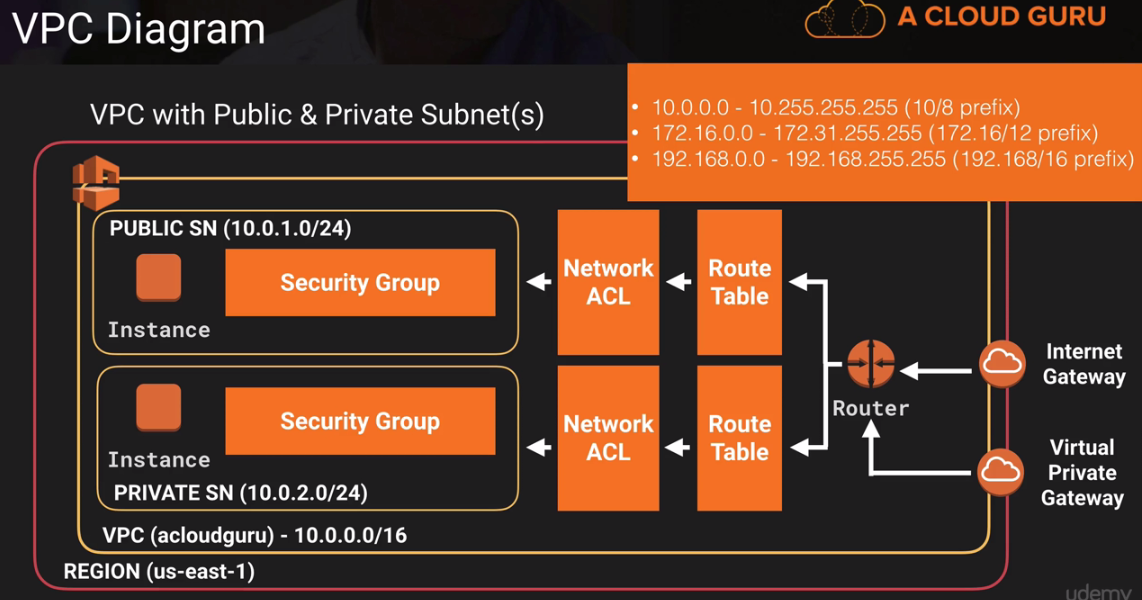 VPC Diagram
A CLOUD GURU
VPC with Public & Private Subnet(s)
• 10.0.0.0 - 10.255.255.255 (10/8 prefix)
• 172.16.0.0 - 172.31.255.255 (172.16/12 prefix)
• 192.168.0.0 - 192.168.255.255 (192.168/16 prefix)
PUBLIC SN (10.0.1.0/24)
Security Group
Instance
Network
ACL
Route
Table
Security Group
Instance
PRIVATE SN (10.0.2.0/24)
Network
ACL
Route
Table
Router
Internet
Gateway
Virtual
Private
Gateway
VPC (acloudguru) - 10.0.0.0/16
REGION (us-east-1)
udemy